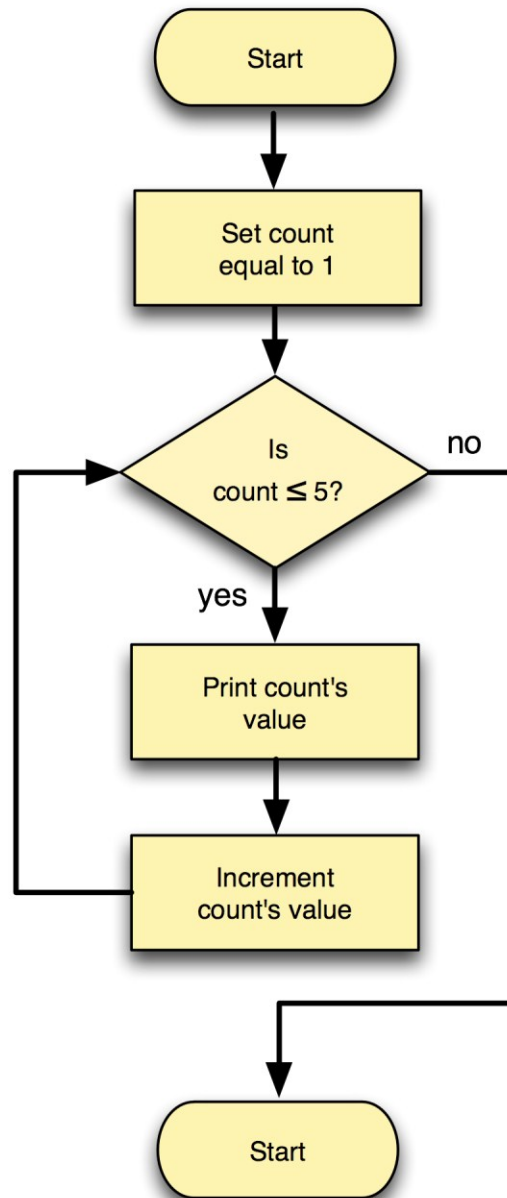 Start
Set count
equal to 1
Is
count ≤ 5?
no
yes
Print count's
value
Increment
count's value
Start